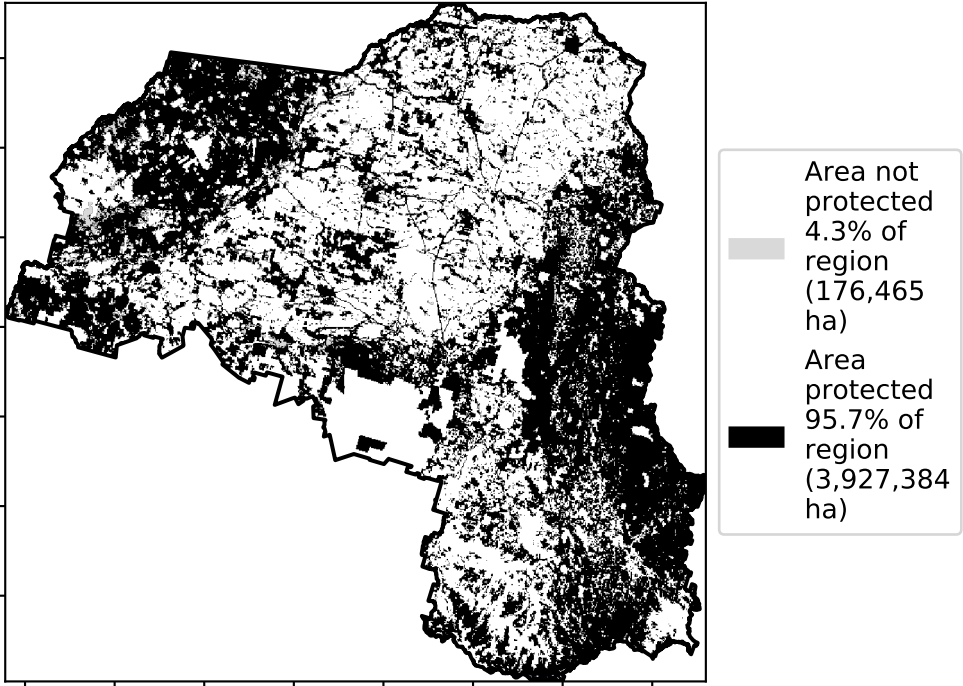 Area not
protected
4.3% of
region
(176,465
ha)
Area
protected
95.7% of
region
(3,927,384
ha)